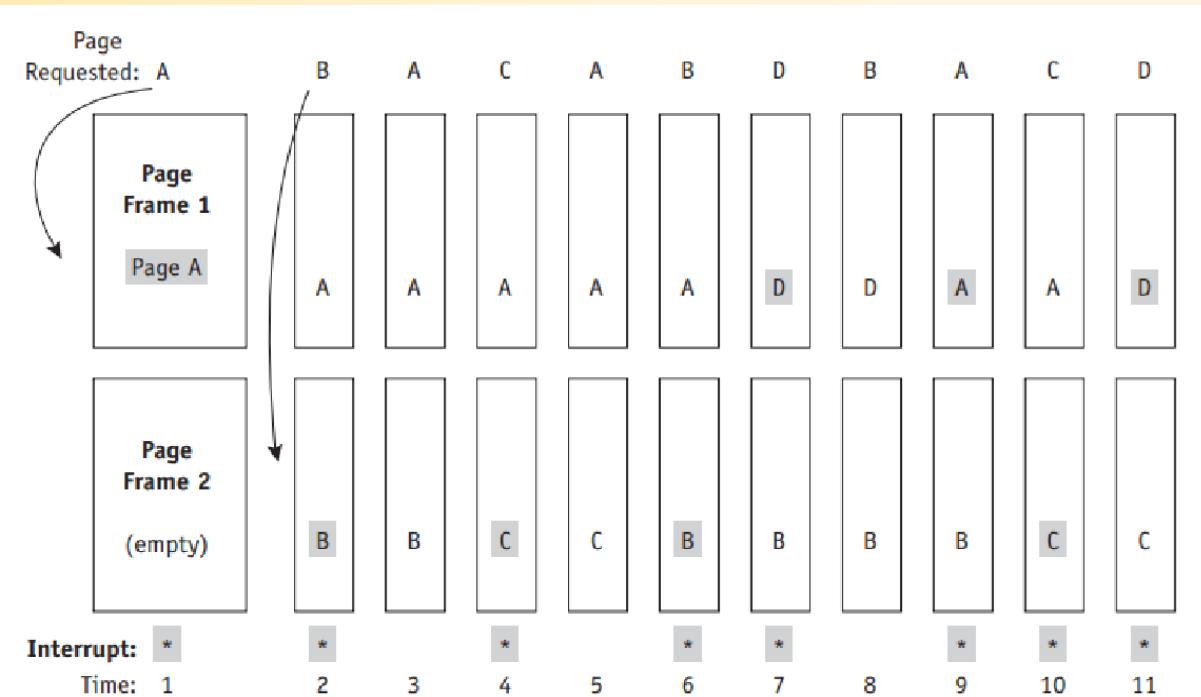 Page
Requested: A B A C A B D B A C D
Page
Frame 1
Page A
A A A A A D D A A D
Page
Frame 2
(empty)
B B C C B B B B C C
Interrupt: * * * * * * * *
Time: 1 2 3 4 5 6 7 8 9 10 11